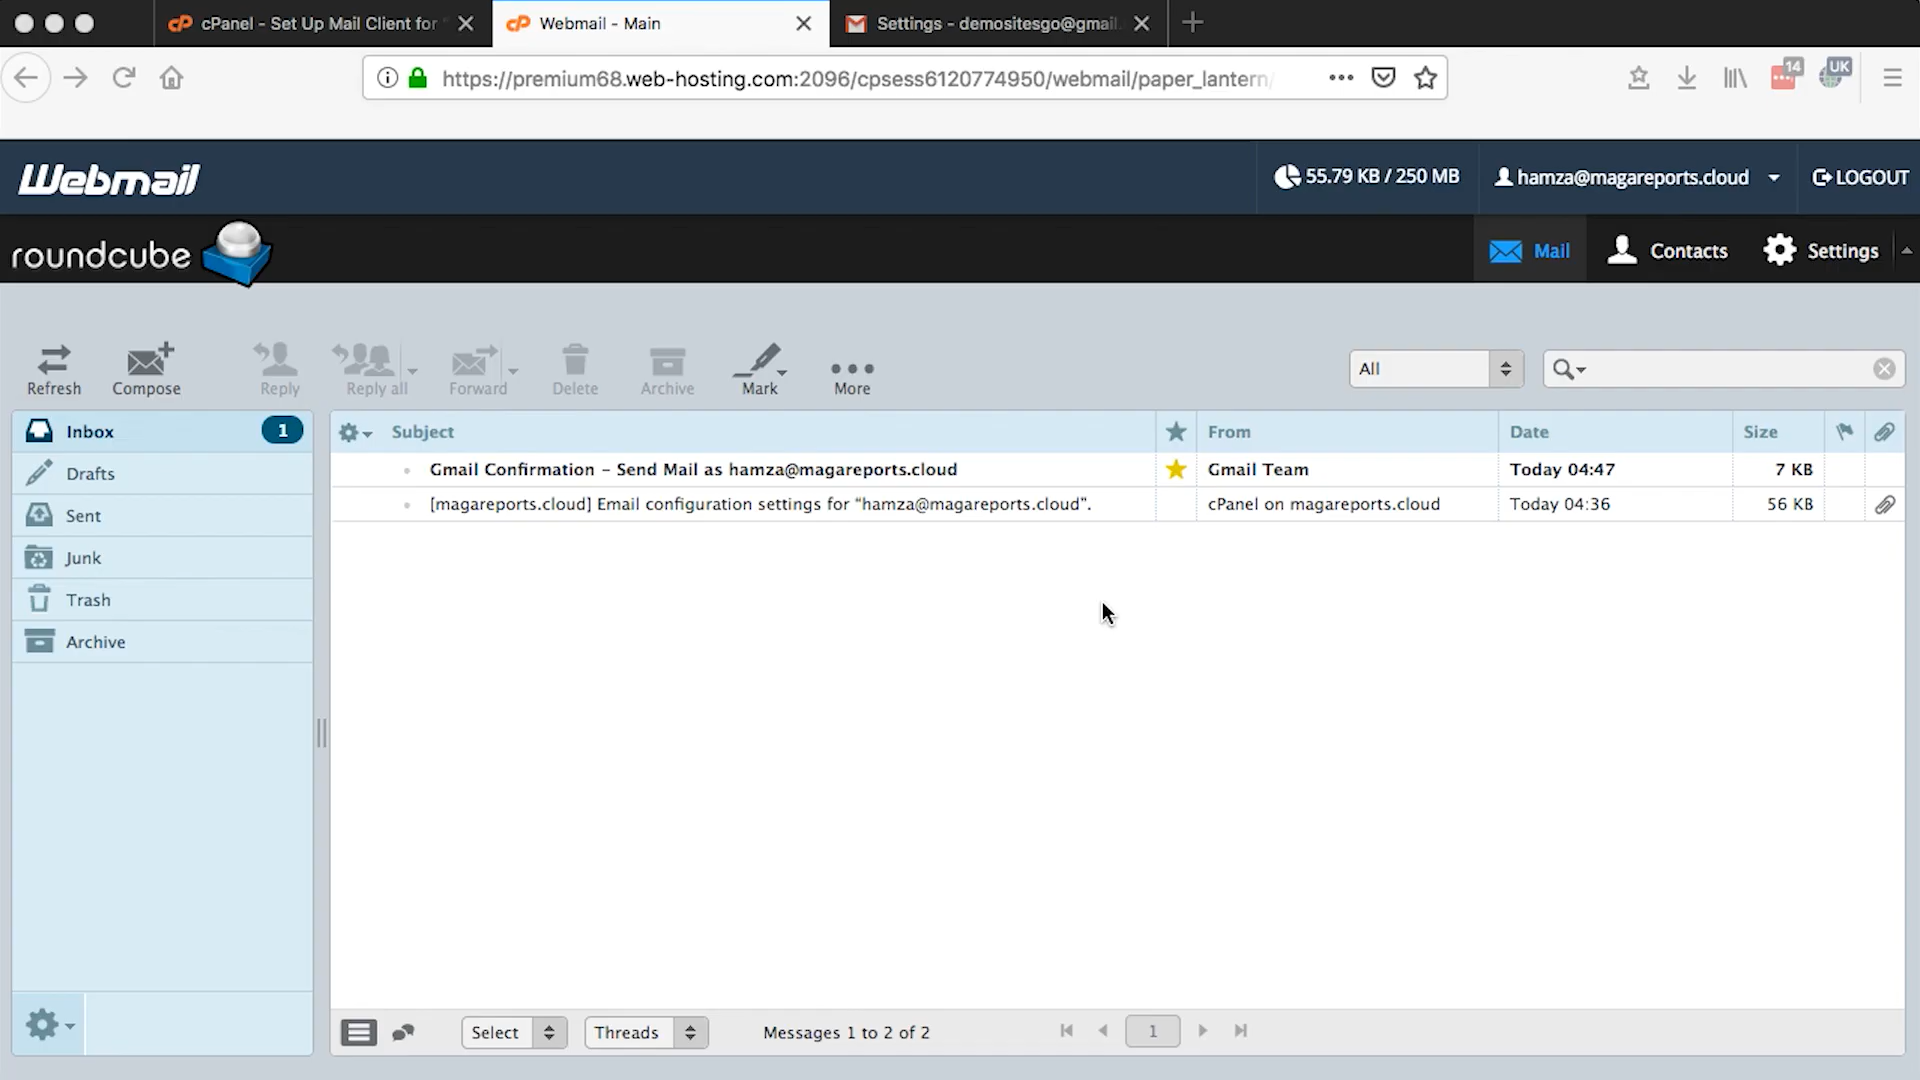 cPanel - Set Up Mail Client for
Webmail - Main
Settings - demositesgo@gmail.
https://premium68.web-hosting.com:2096/cpsess6120774950/webmail/paper_lantern/
14
UK
Webmail
55.79 KB / 250 MB
hamza@magareports.cloud
LOGOUT
roundcube
Mail
Contacts
Settings
Refresh
Compose
Reply
Reply all
Forward
Delete
Archive
Mark
More
All
Inbox
1
Subject
From
Date
Size
Drafts
Gmail Confirmation - Send Mail as hamza@magareports.cloud
Gmail Team
Today 04:47
7 KB
Sent
[magareports.cloud] Email configuration settings for “hamza@magareports.cloud”.
cPanel on magareports.cloud
Today 04:36
56 KB
Junk
Trash
Archive
Select
Threads
Messages 1 to 2 of 2
1